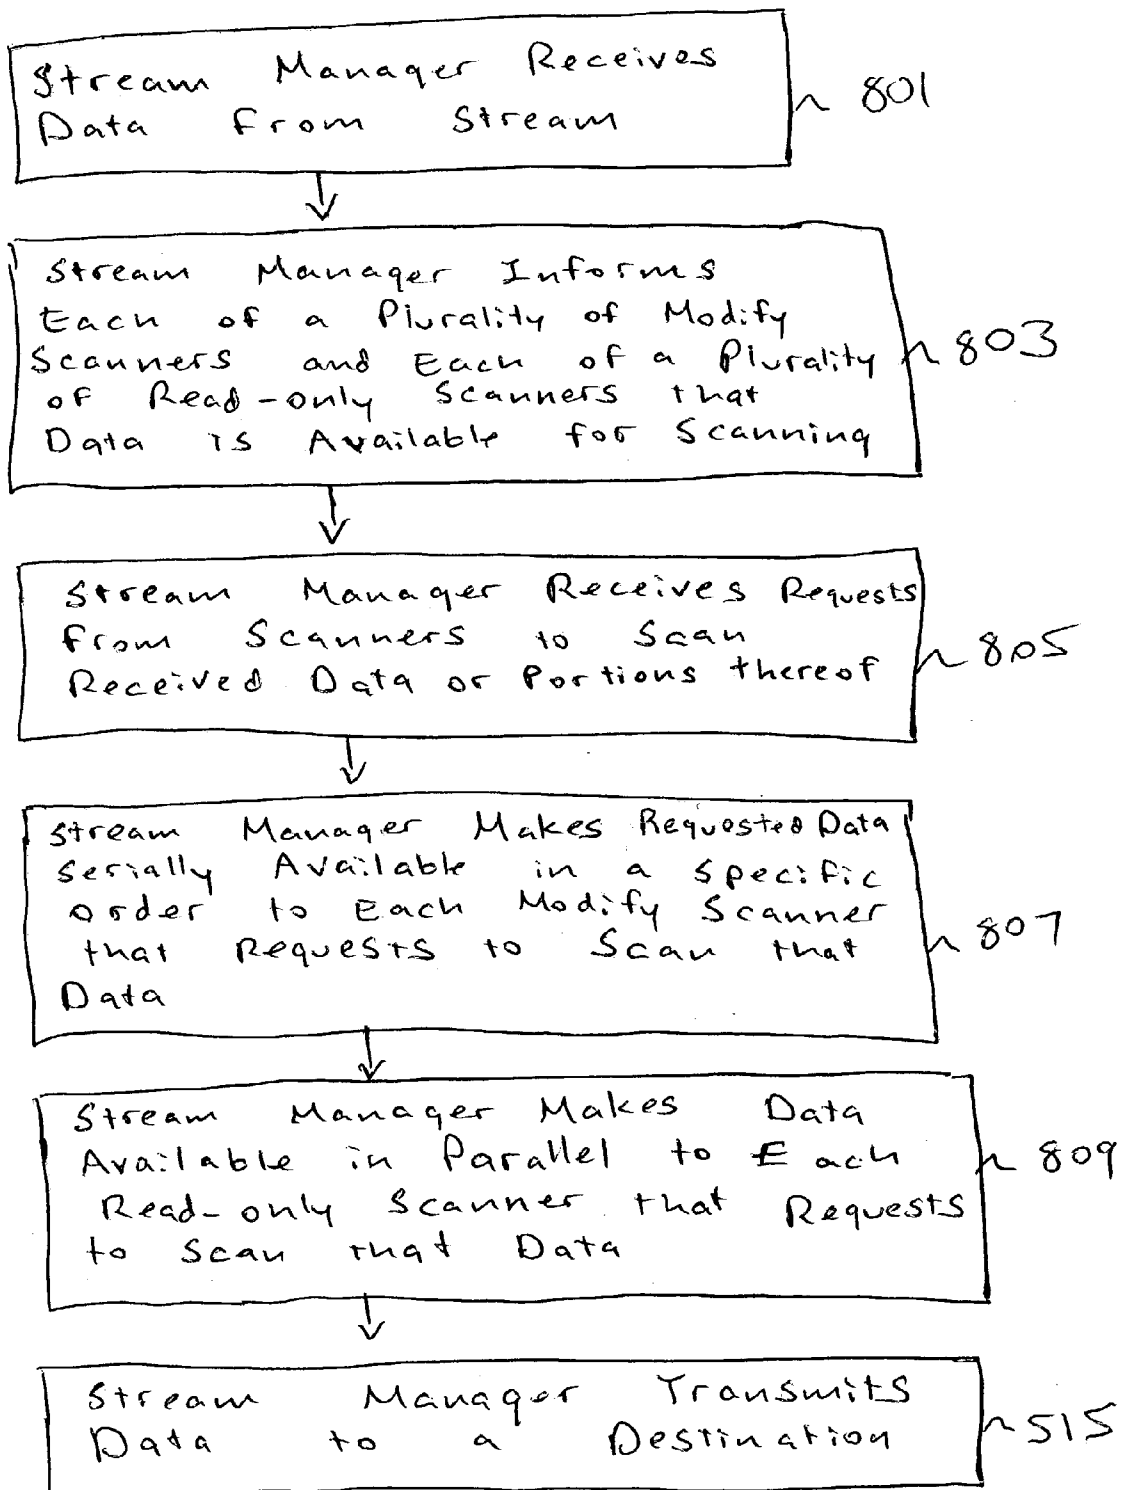 Stream Manager Receives
Data from Stream
801
Stream Manager Informs
Each of a Plurality of Modify
Scanners and Each of a Plurality
of Read-only Scanners that
Data is Available for Scanning
803
Stream Manager Receives Requests
from Scanners to Scan
Received Data or Portions thereof
805
Stream Manager Makes Requested Data
Serially Available in a Specific
order to Each Modify Scanner
that Requests to Scan that
Data
807
Stream Manager Makes Data
Available in Parallel to Each
Read-only Scanner that Requests
to Scan that Data
809
Stream Manager Transmits
Data to a Destination
515